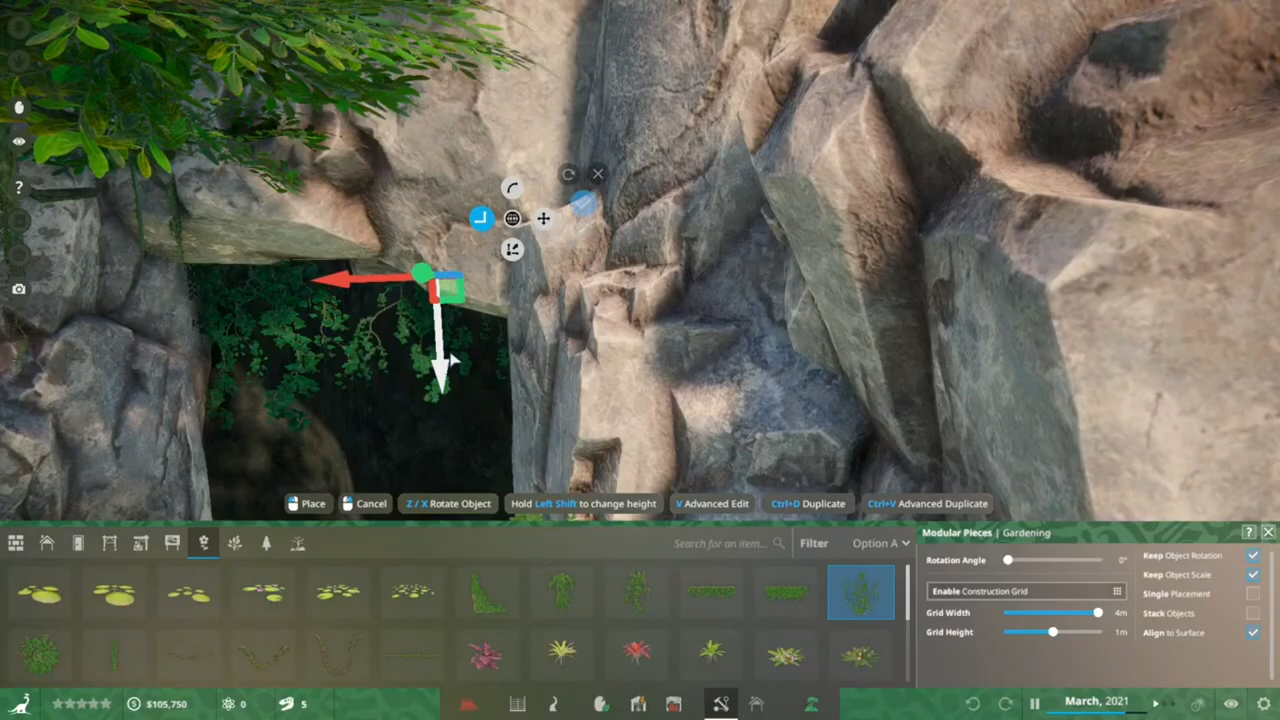 ?
Place
Cancel
Z / X Rotate Object
Hold Left Shift to change height
V Advanced Edit
Ctrl+D Duplicate
Ctrl+V Advanced Duplicate
Search for an item...
Filter
Option A
Modular Pieces | Gardening
?
Rotation Angle
0°
Enable Construction Grid
Grid Width
4m
Grid Height
1m
Keep Object Rotation
Keep Object Scale
Single Placement
Stack Objects
Align to Surface
$105,750
0
5
March, 2021